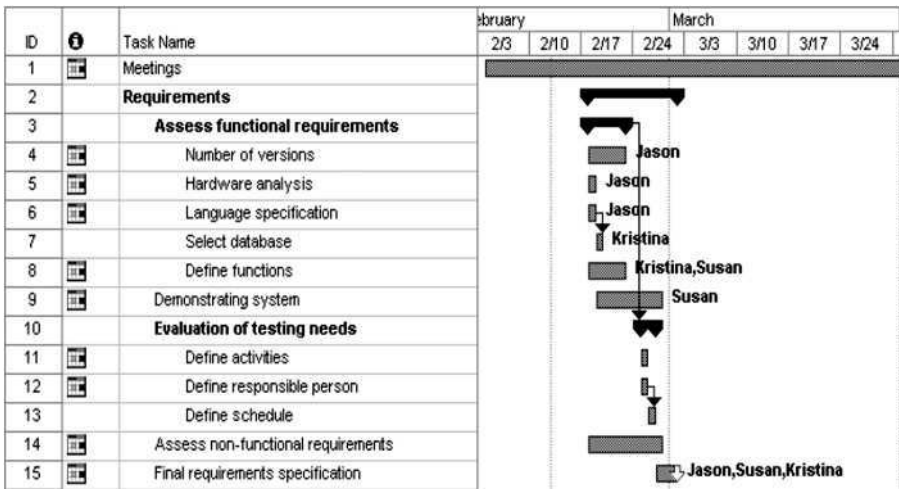 ebruary March
ID Task Name 2/3 2/10 2/17 2/24 3/3 3/10 3/17 3/24
1 Meetings
2 Requirements
3 Assess functional requirements
4 Number of versions Jason
5 Hardware analysis Jason
6 Language specification Jason
7 Select database Kristina
8 Define functions Kristina,Susan
9 Demonstrating system Susan
10 Evaluation of testing needs
11 Define activities
12 Define responsible person
13 Define schedule
14 Assess non-functional requirements
15 Final requirements specification Jason,Susan,Kristina